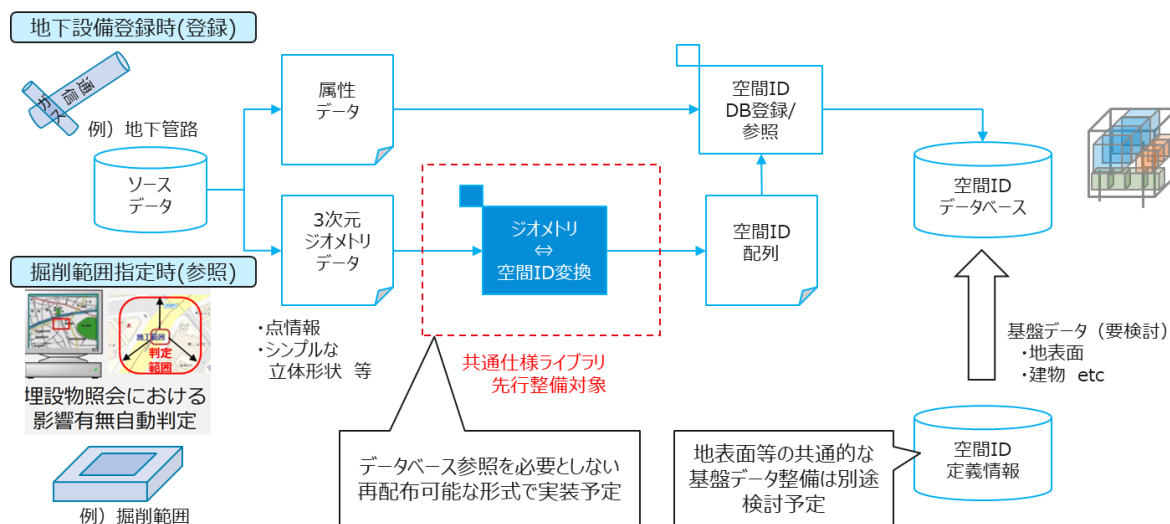 地下設備登録時(登録)
通信
ガス
例）地下管路
ソース
データ
属性
データ
3次元
ジオメトリ
データ
・点情報
・シンプルな
立体形状 等
ジオメトリ
⇔
空間ID変換
共通仕様ライブラリ
先行整備対象
空間ID
DB登録/
参照
空間ID
配列
空間ID
データベース
基盤データ（要検討）
・地表面
・建物 etc
空間ID
定義情報
掘削範囲指定時(参照)
施工範囲
判定
範囲
埋設物照会における
影響有無自動判定
例）掘削範囲
データベース参照を必要としない
再配布可能な形式で実装予定
地表面等の共通的な
基盤データ整備は別途
検討予定